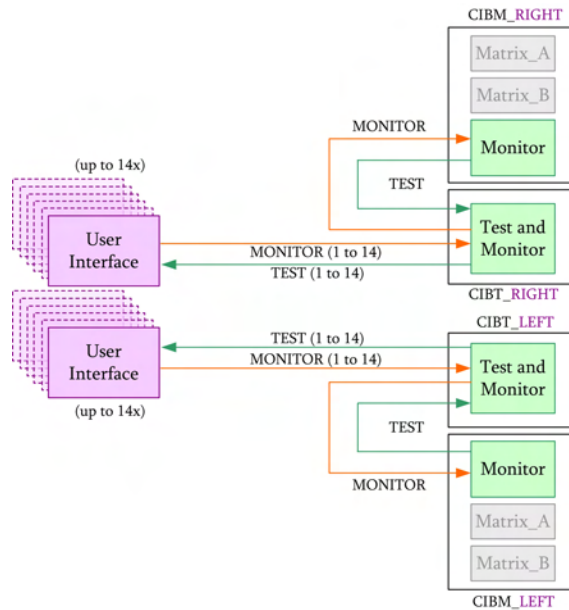 CIBM_RIGHT
Matrix_A
Matrix_B
MONITOR
Monitor
(up to 14x)
TEST
User
Interface
Test and
Monitor
MONITOR (1 to 14)
TEST (1 to 14)
CIBT_RIGHT
CIBT_LEFT
User
Interface
TEST (1 to 14)
MONITOR (1 to 14)
Test and
Monitor
(up to 14x)
TEST
Monitor
MONITOR
Matrix_A
Matrix_B
CIBM_LEFT